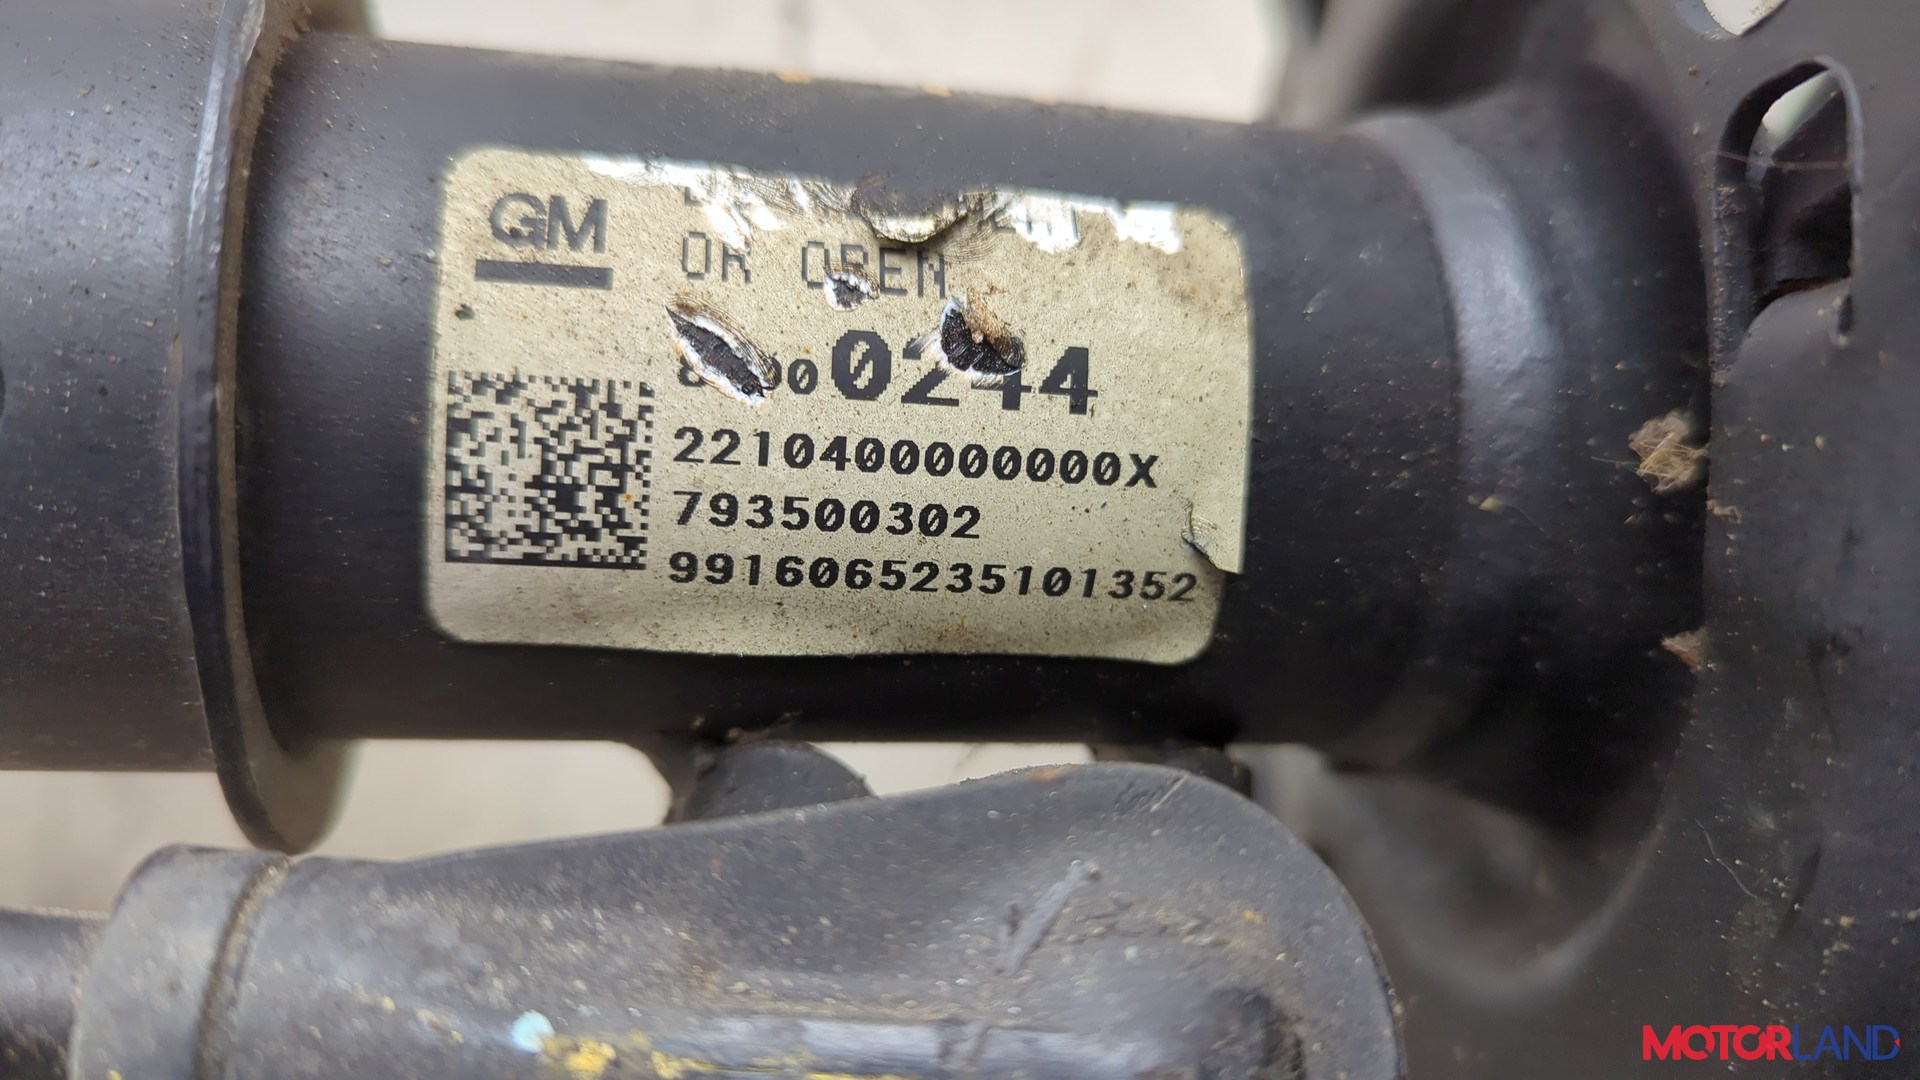 GM
OR OPEN
0244
2210400000000X
793500302
9916065235101352
MOTORLAND